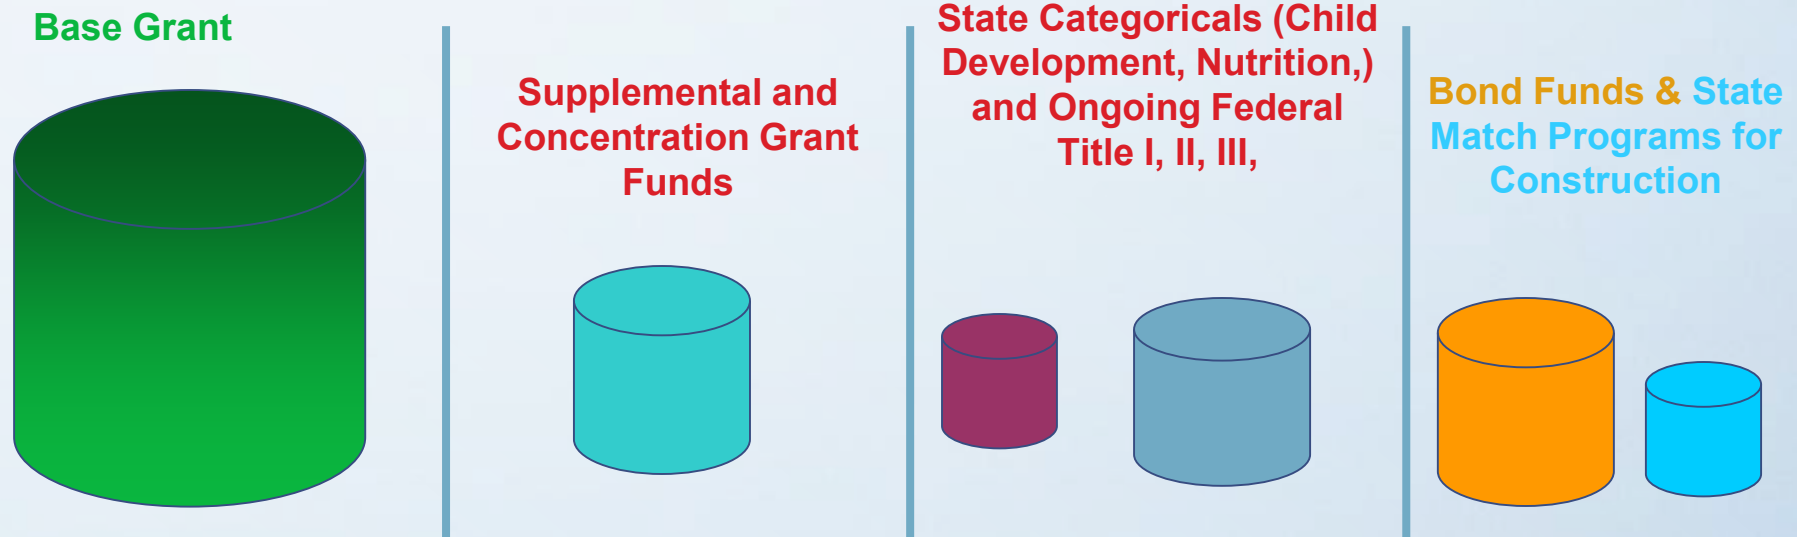 Base Grant
Supplemental and
Concentration Grant
Funds
State Categoricals (Child
Development, Nutrition,)
and Ongoing Federal
Title I, II, III,
Bond Funds & State
Match Programs for
Construction